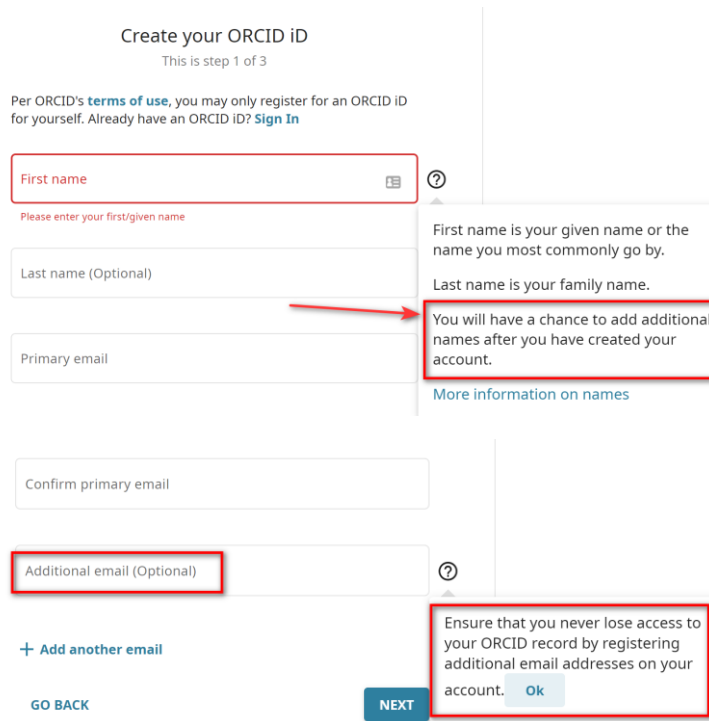 Create your ORCID iD
This is step 1 of 3
Per ORCID's terms of use, you may only register for an ORCID iD
for yourself. Already have an ORCID iD? Sign In
First name
Please enter your first/given name
First name is your given name or the
name you most commonly go by.
Last name is your family name.
You will have a chance to add additional
names after you have created your
account.
More information on names
Last name (Optional)
Primary email
Confirm primary email
Additional email (Optional)
Ensure that you never lose access to
your ORCID record by registering
additional email addresses on your
account. Ok
+ Add another email
GO BACK
NEXT